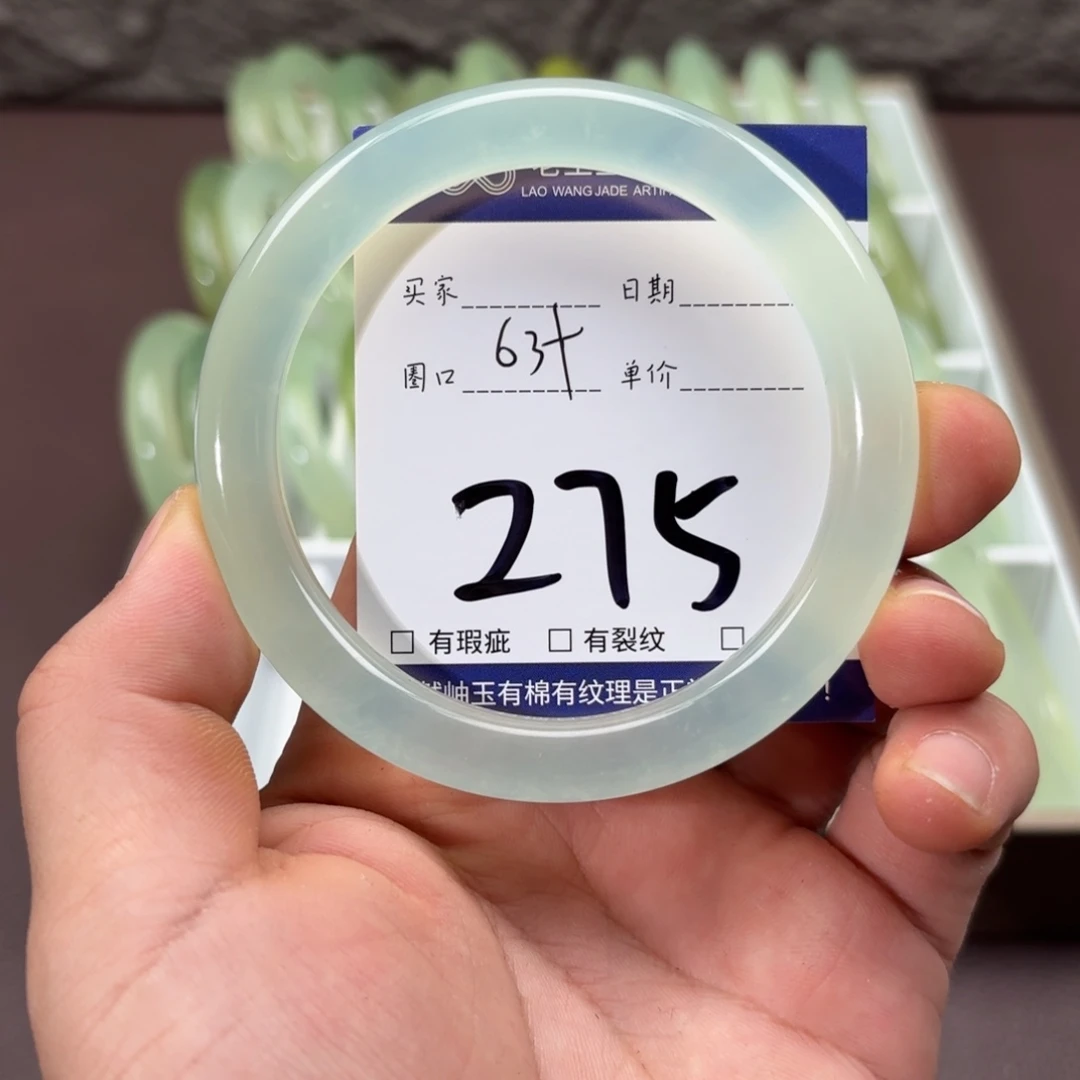 LAO WANG JADE ARTIF
买家 日期
圈口 63+ 单价
275
□ 有瑕疵 □ 有裂纹 □
岫玉有棉有纹理是正 !